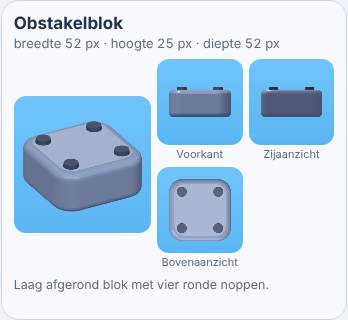 Obstakelblok
breedte 52 px · hoogte 25 px · diepte 52 px
Voorkant
Zijaanzicht
Bovenaanzicht
Laag afgerond blok met vier ronde noppen.